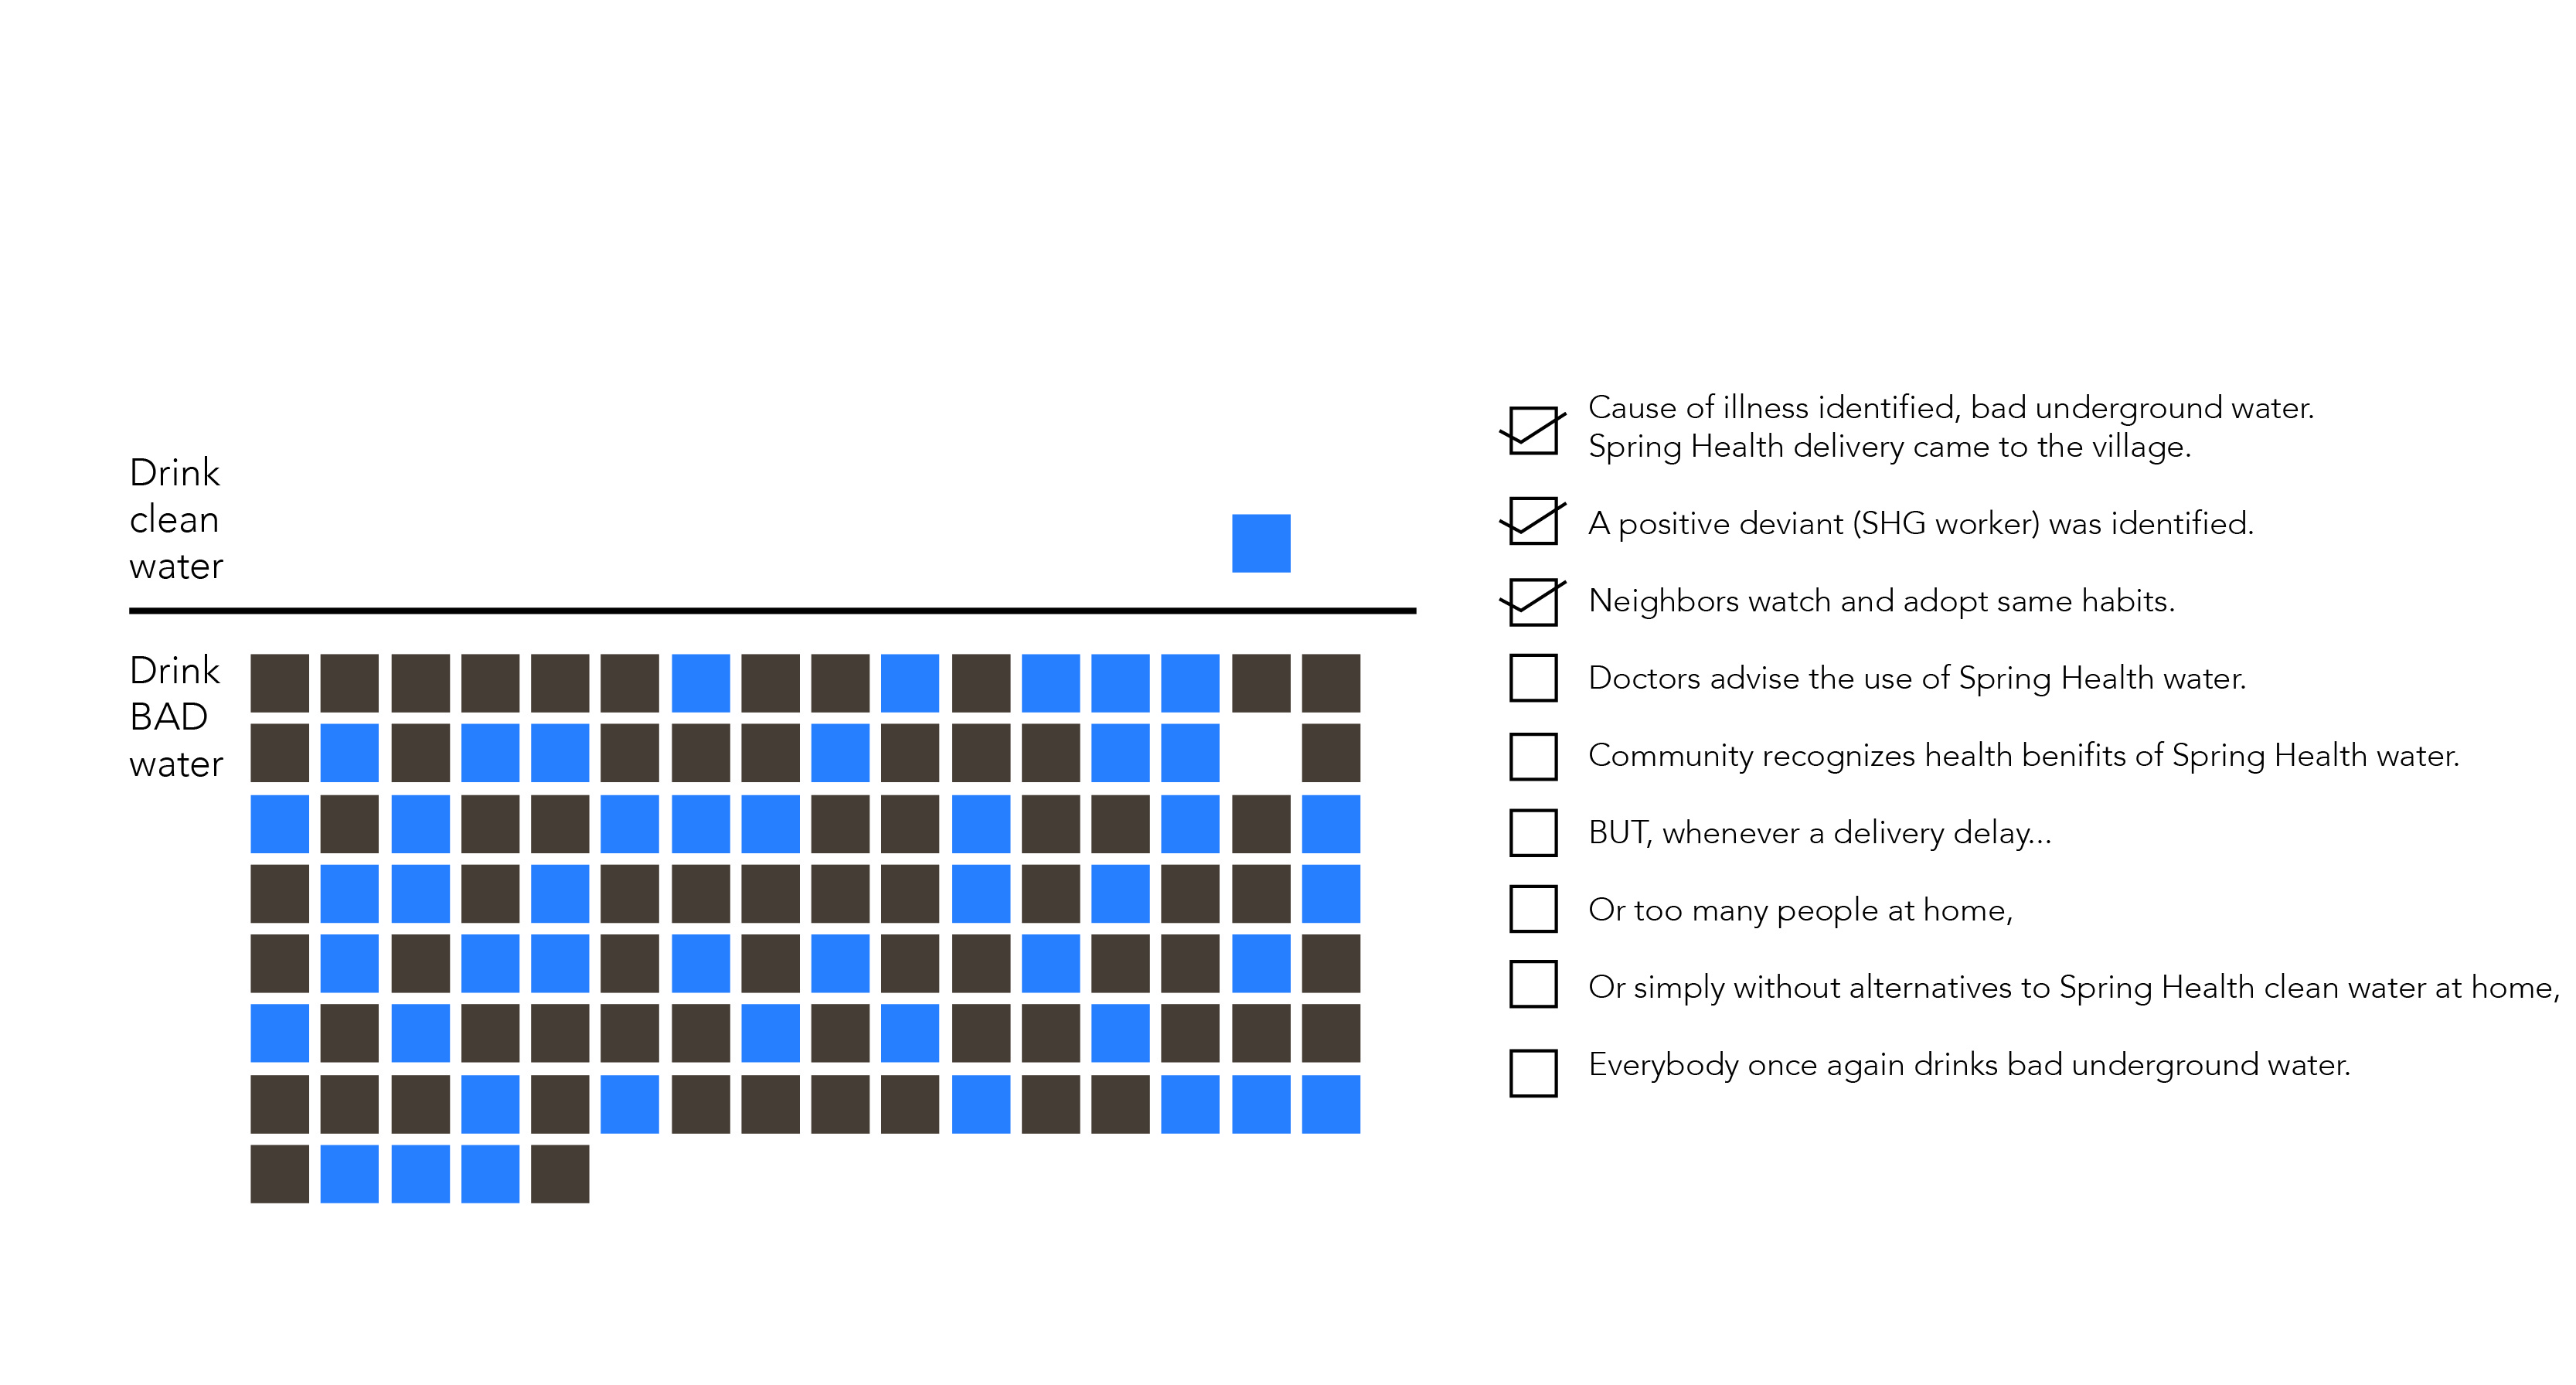 Drink
clean
water
Drink
BAD
water
Cause of illness identified, bad underground water.
Spring Health delivery came to the village.
A positive deviant (SHG worker) was identified.
Neighbors watch and adopt same habits.
Doctors advise the use of Spring Health water.
Community recognizes health benifits of Spring Health water.
BUT, whenever a delivery delay...
Or too many people at home,
Or simply without alternatives to Spring Health clean water at home,
Everybody once again drinks bad underground water.